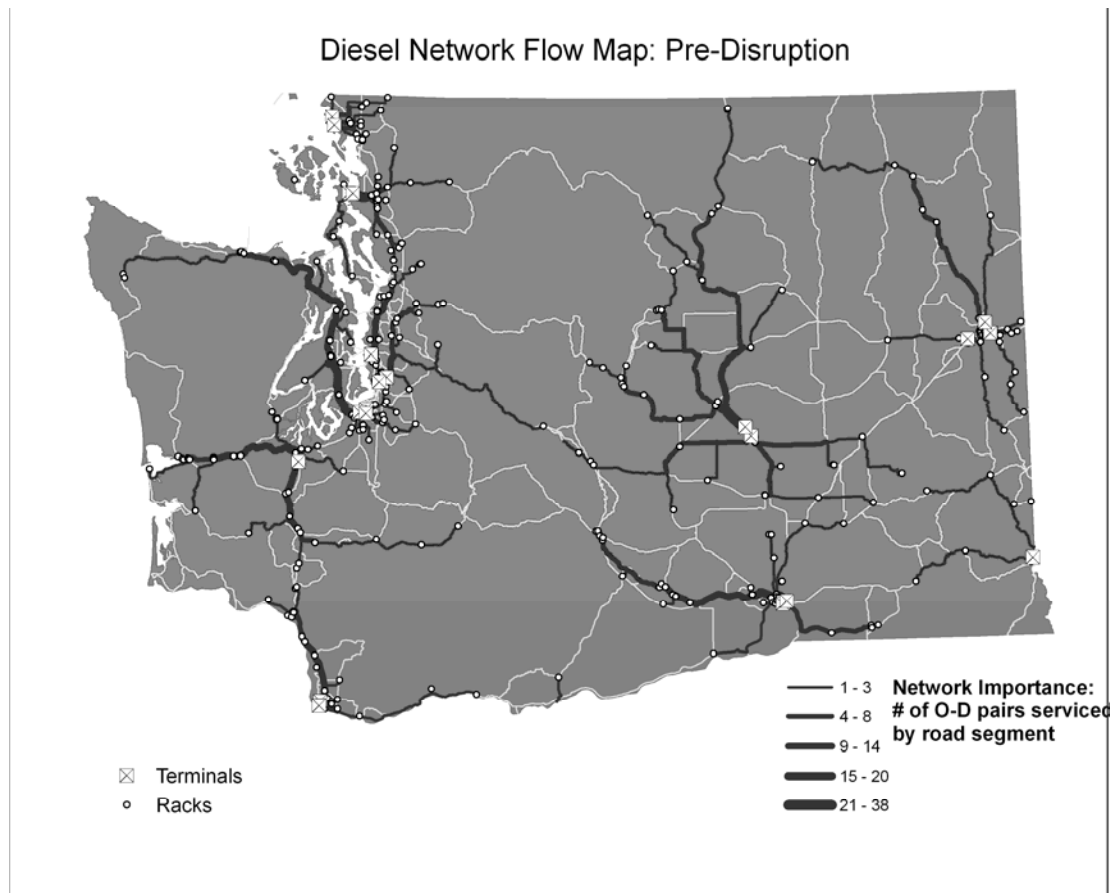 Diesel Network Flow Map: Pre-Disruption
1 - 3
4 - 8
9 - 14
15 - 20
21 - 38
Network Importance:
# of O-D pairs serviced
by road segment
Terminals
Racks